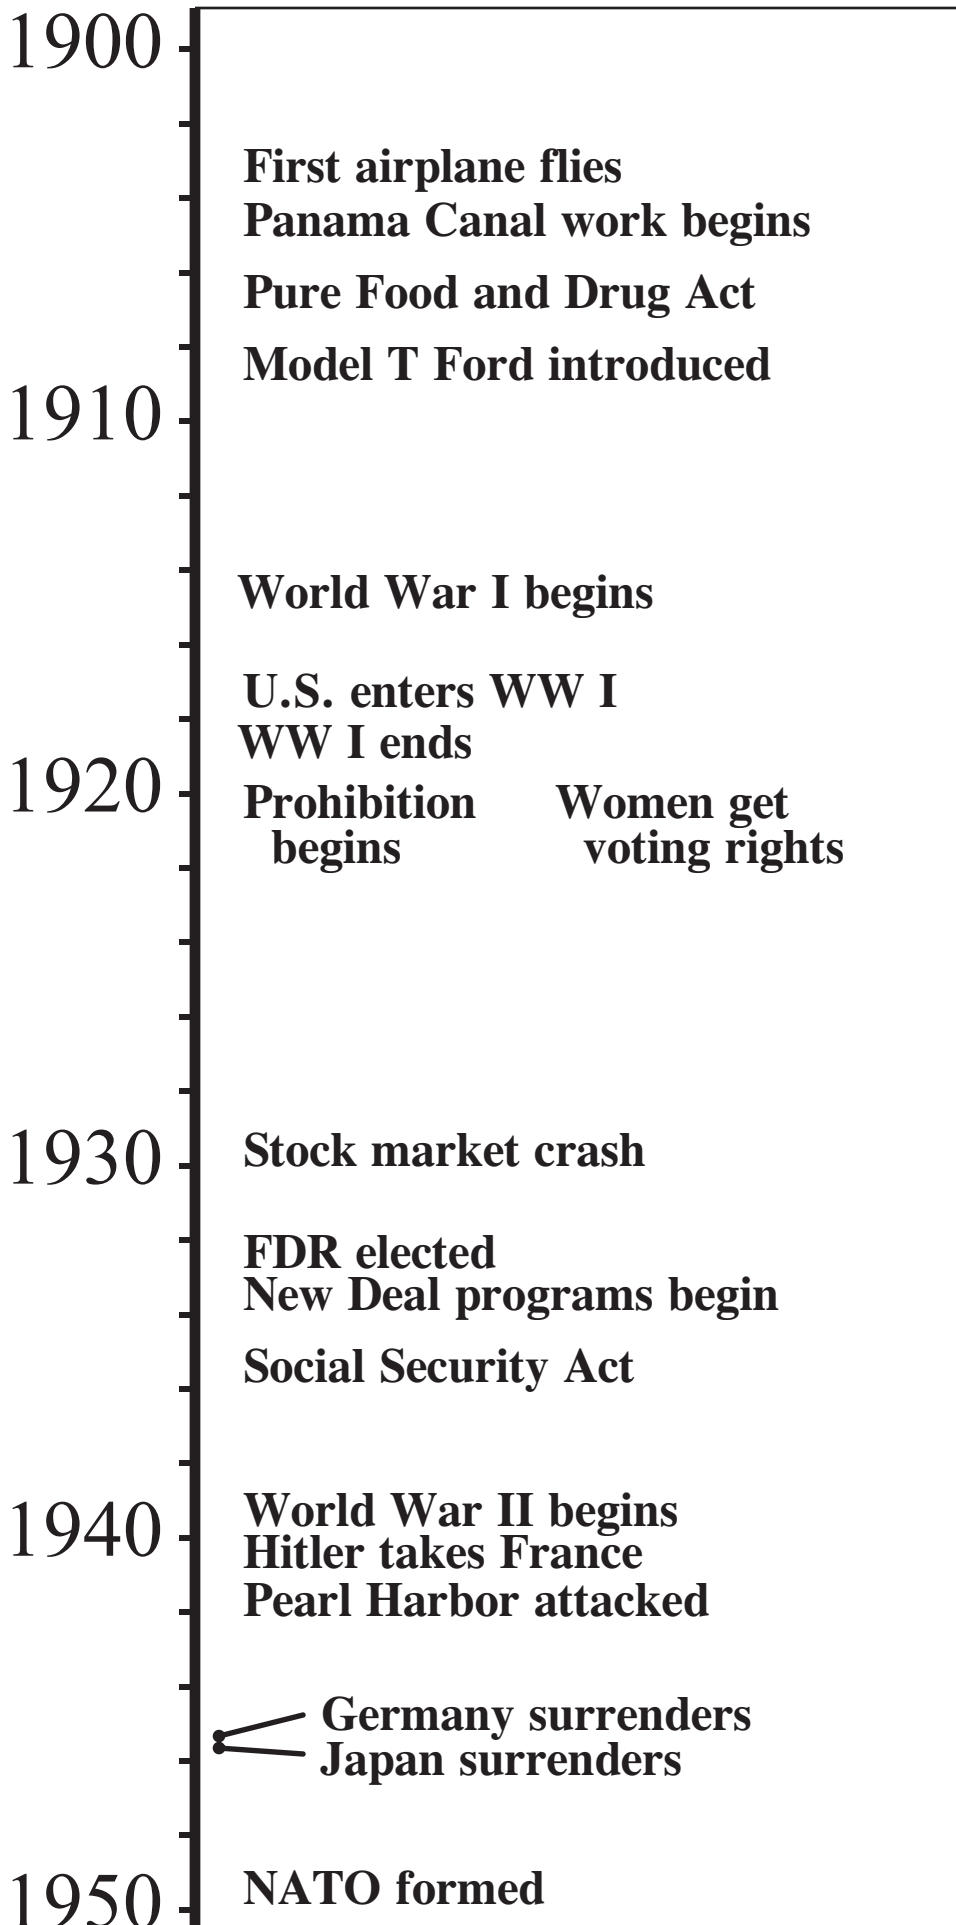 1900
First airplane flies
Panama Canal work begins
Pure Food and Drug Act
Model T Ford introduced
1910
World War I begins
U.S. enters WW I
WW I ends
1920
Prohibition
begins
Women get
voting rights
1930
Stock market crash
FDR elected
New Deal programs begin
Social Security Act
1940
World War II begins
Hitler takes France
Pearl Harbor attacked
Germany surrenders
Japan surrenders
1950
NATO formed